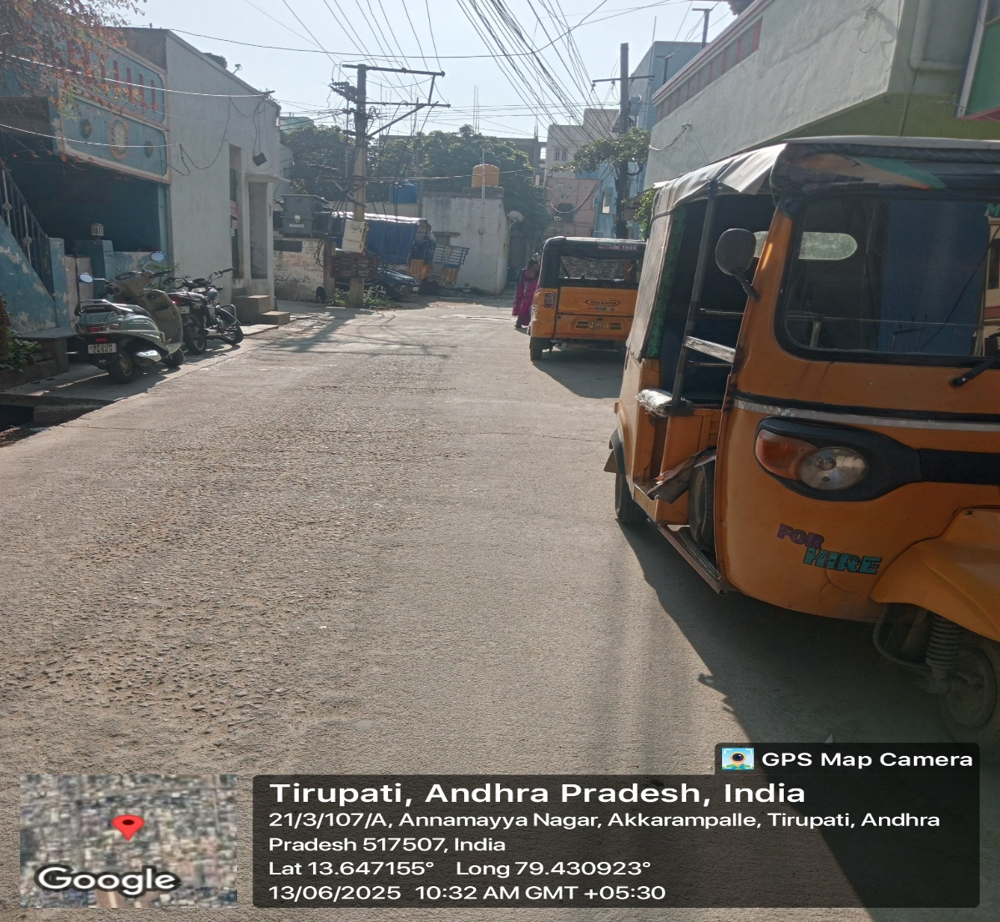 FOR
HIRE
GPS Map Camera
Tirupati, Andhra Pradesh, India
21/3/107/A, Annamayya Nagar, Akkarampalle, Tirupati, Andhra
Pradesh 517507, India
Lat 13.647155° Long 79.430923°
13/06/2025 10:32 AM GMT +05:30
Google